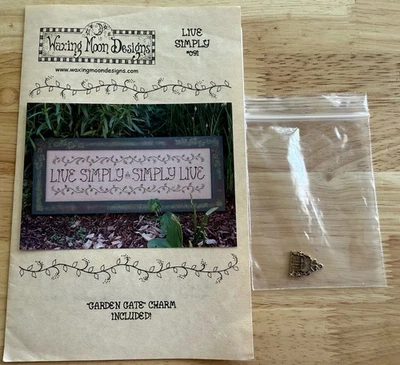 Waxing Moon Designs
www.waxingmoondesigns.com
LIVE
SIMPLY
#091
LIVE SIMPLY SIMPLY LIVE
"GARDEN GATE" CHARM
INCLUDED!